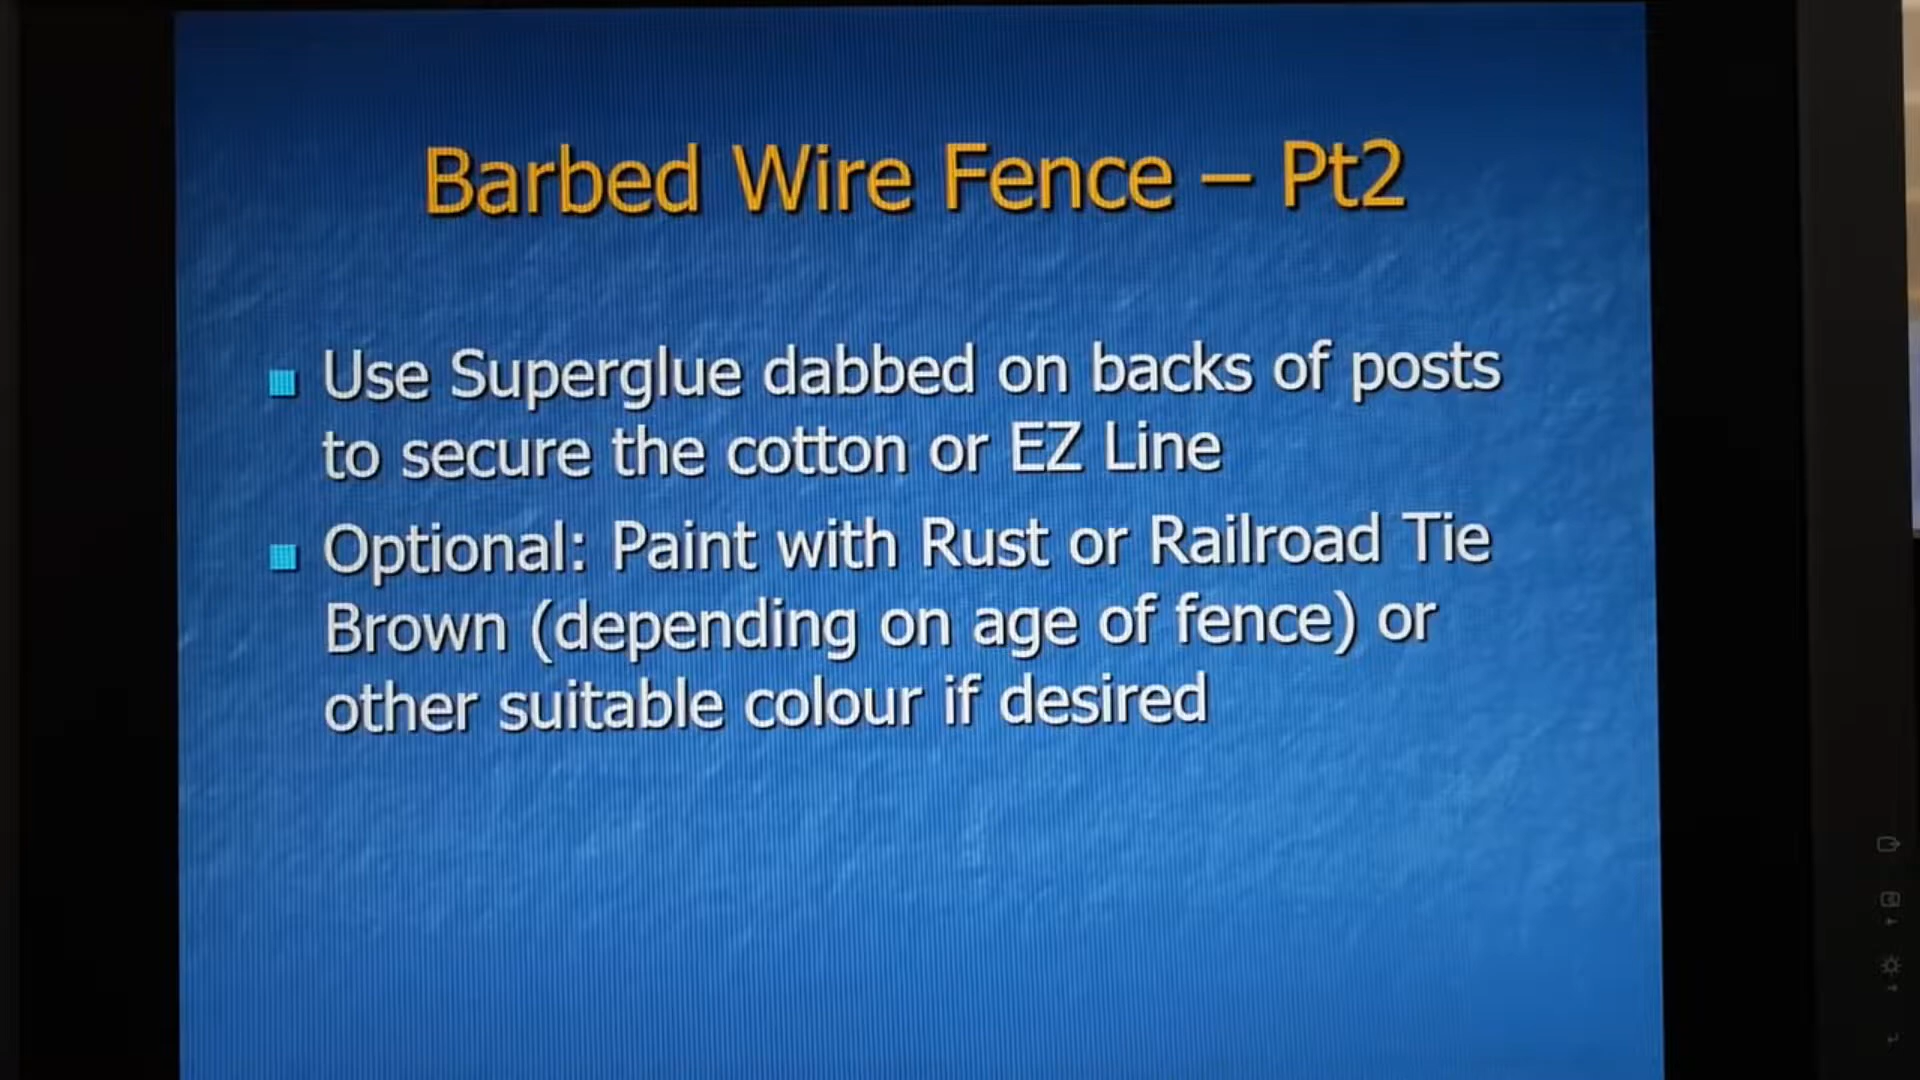 Barbed Wire Fence – Pt2
Use Superglue dabbed on backs of posts
to secure the cotton or EZ Line
Optional: Paint with Rust or Railroad Tie
Brown (depending on age of fence) or
other suitable colour if desired